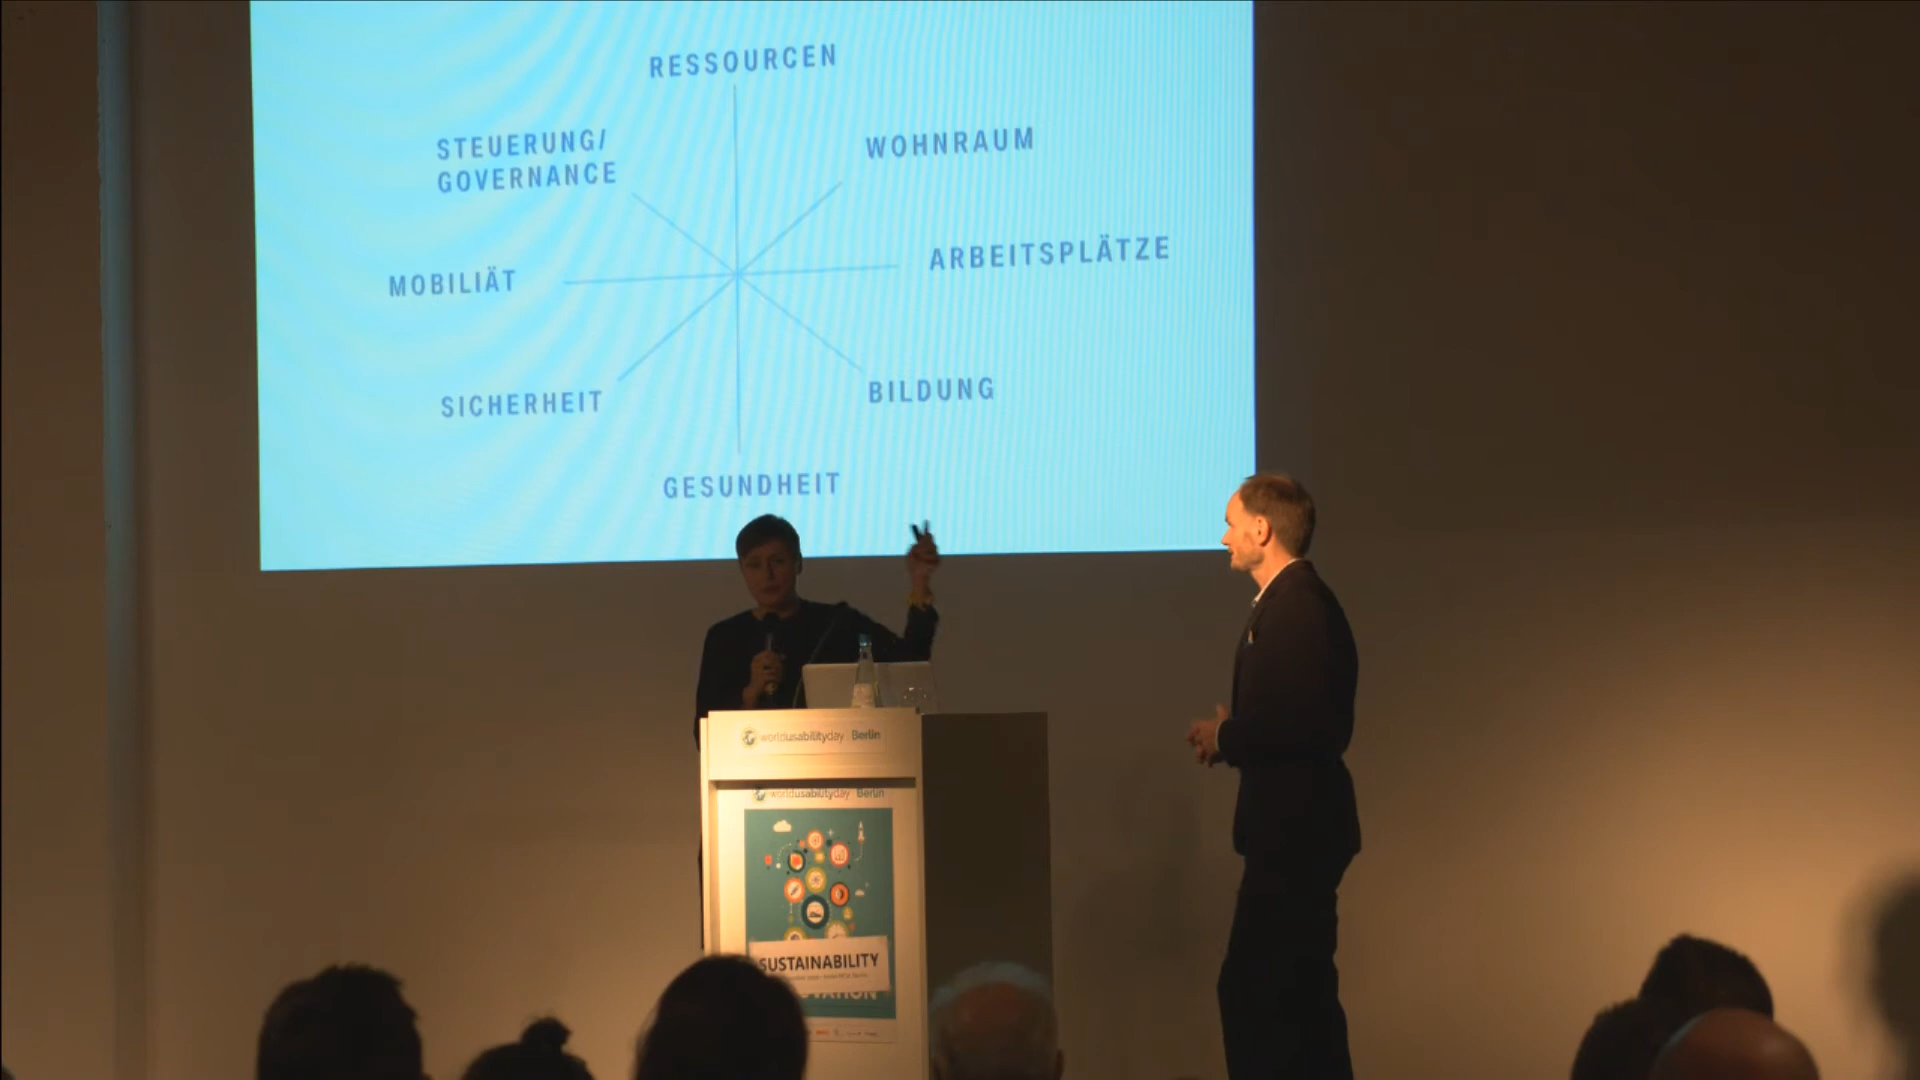 RESSOURCEN
STEUERUNG/
GOVERNANCE
WOHNRAUM
ARBEITSPLÄTZE
MOBILIÄT
SICHERHEIT
BILDUNG
GESUNDHEIT
worldusabilityday Berlin
worldusabilityday Berlin
SUSTAINABILITY